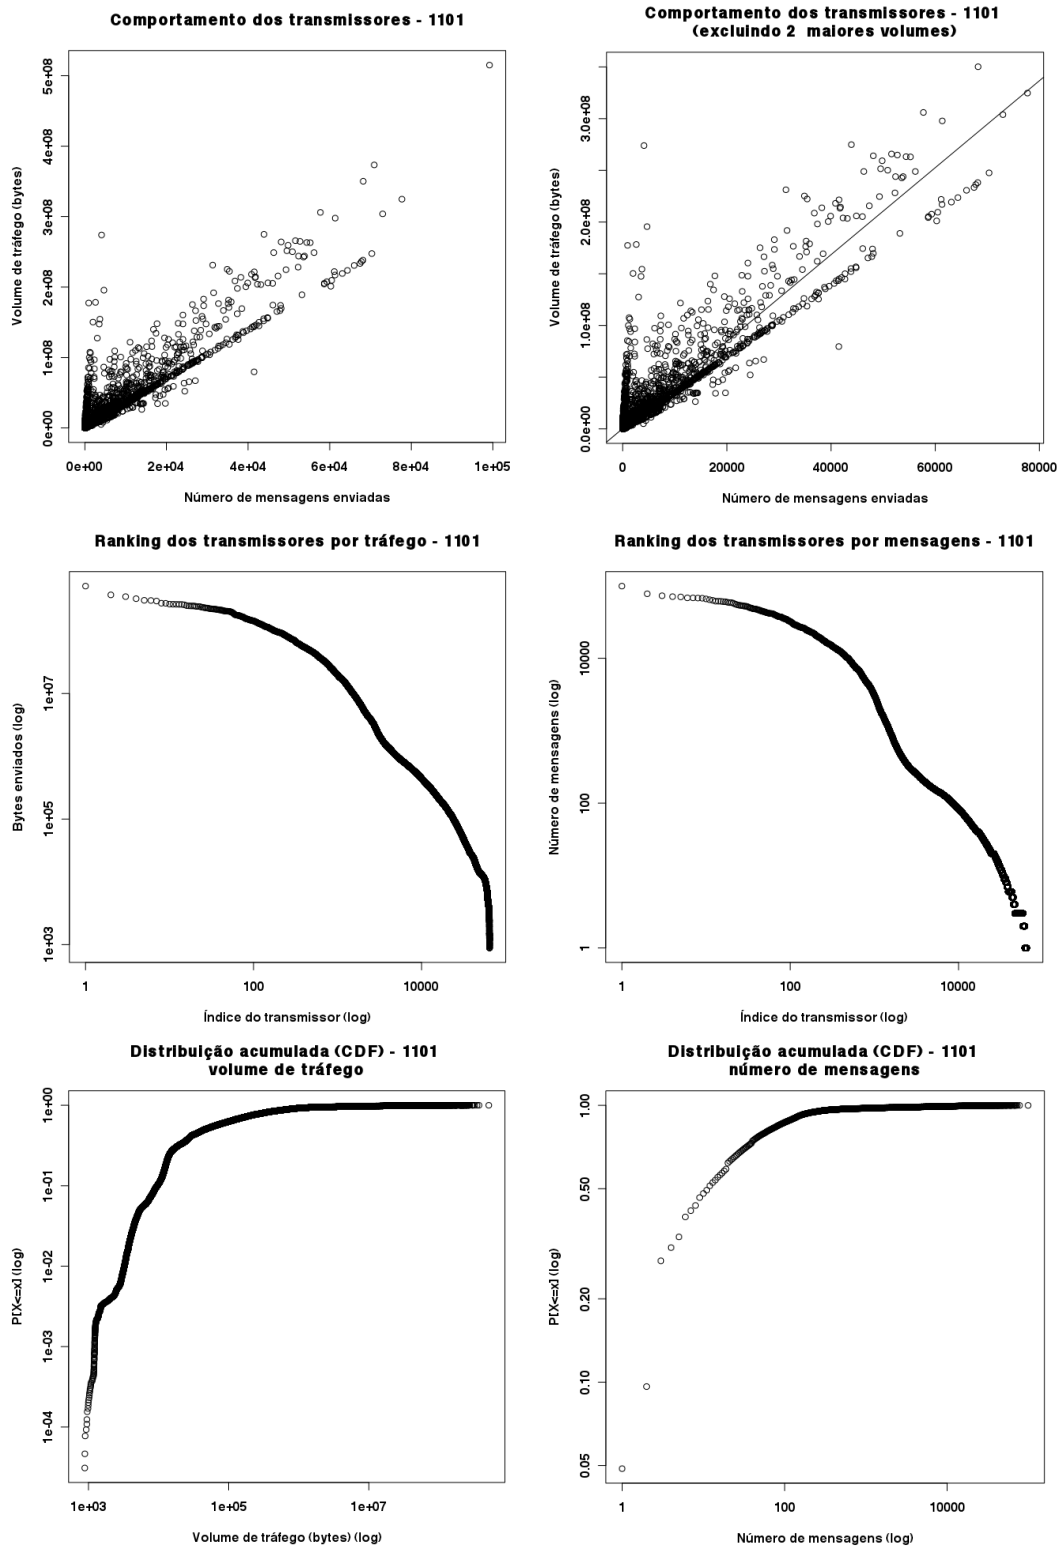 Comportamento dos transmissores - 1101
Volume de tráfego (bytes)
0e+00 1e+08 2e+08 3e+08 4e+08 5e+08
0e+00 2e+04 4e+04 6e+04 8e+04 1e+05
Número de mensagens enviadas
Comportamento dos transmissores - 1101
(excluindo 2 maiores volumes)
Volume de tráfego (bytes)
0.0e+00 1.0e+08 2.0e+08 3.0e+08
0 20000 40000 60000 80000
Número de mensagens enviadas
Ranking dos transmissores por tráfego - 1101
Bytes enviados (log)
1e+03 1e+05 1e+07
1 100 10000
Índice do transmissor (log)
Ranking dos transmissores por mensagens - 1101
Número de mensagens (log)
1 100 10000
1 100 10000
Índice do transmissor (log)
Distribuição acumulada (CDF) - 1101
volume de tráfego
P[X<=x] (log)
1e-04 1e-03 1e-02 1e-01 1e+00
1e+03 1e+05 1e+07
Volume de tráfego (bytes) (log)
Distribuição acumulada (CDF) - 1101
número de mensagens
P[X<=x] (log)
0.05 0.10 0.20 0.50 1.00
1 100 10000
Número de mensagens (log)